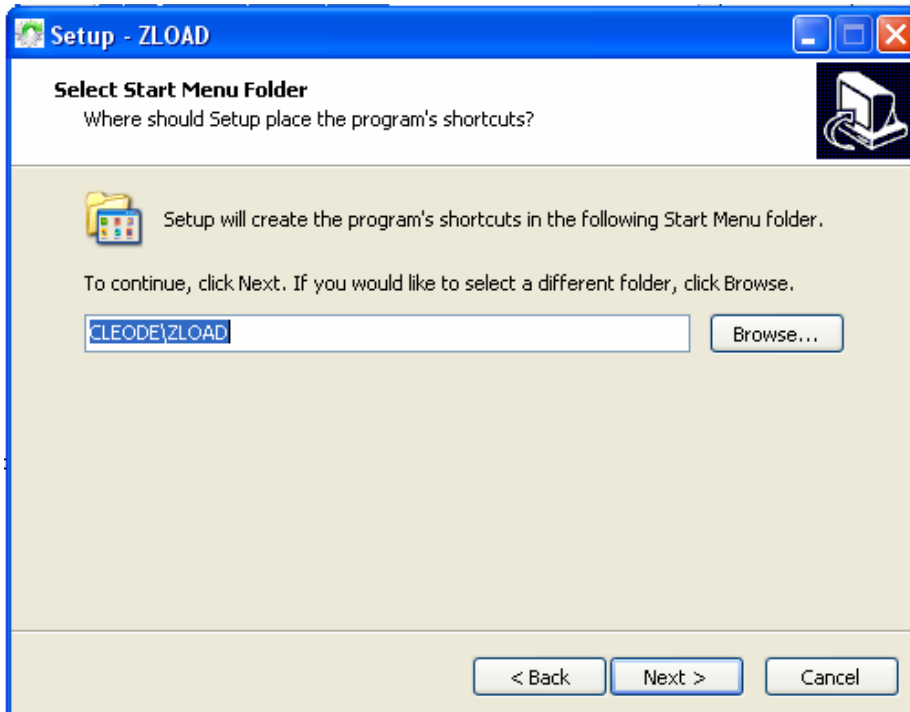 Setup - ZLOAD
Select Start Menu Folder
Where should Setup place the program's shortcuts?
Setup will create the program's shortcuts in the following Start Menu folder.
To continue, click Next. If you would like to select a different folder, click Browse.
CLEODE\ZLOAD
Browse...
< Back
Next >
Cancel